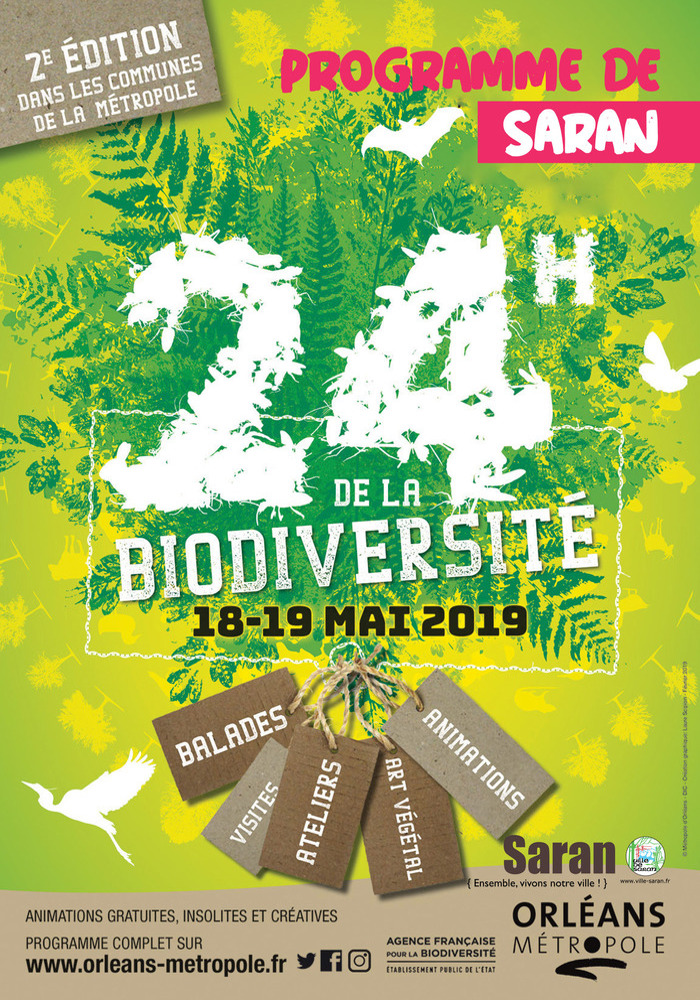 2E ÉDITION
DANS LES COMMUNES
DE LA MÉTROPOLE
PROGRAMME DE
SARAN
24H
DE LA
BIODIVERSITÉ
18-19 MAI 2019
BALADES
VISITES
ATELIERS
ART VÉGÉTAL
ANIMATIONS
Saran
{ Ensemble, vivons notre ville ! }
VILLE DE SARAN
www.ville-saran.fr
ANIMATIONS GRATUITES, INSOLITES ET CRÉATIVES
PROGRAMME COMPLET SUR
www.orleans-metropole.fr
AGENCE FRANÇAISE
POUR LA BIODIVERSITÉ
ÉTABLISSEMENT PUBLIC DE L'ÉTAT
ORLÉANS
MÉTROPOLE